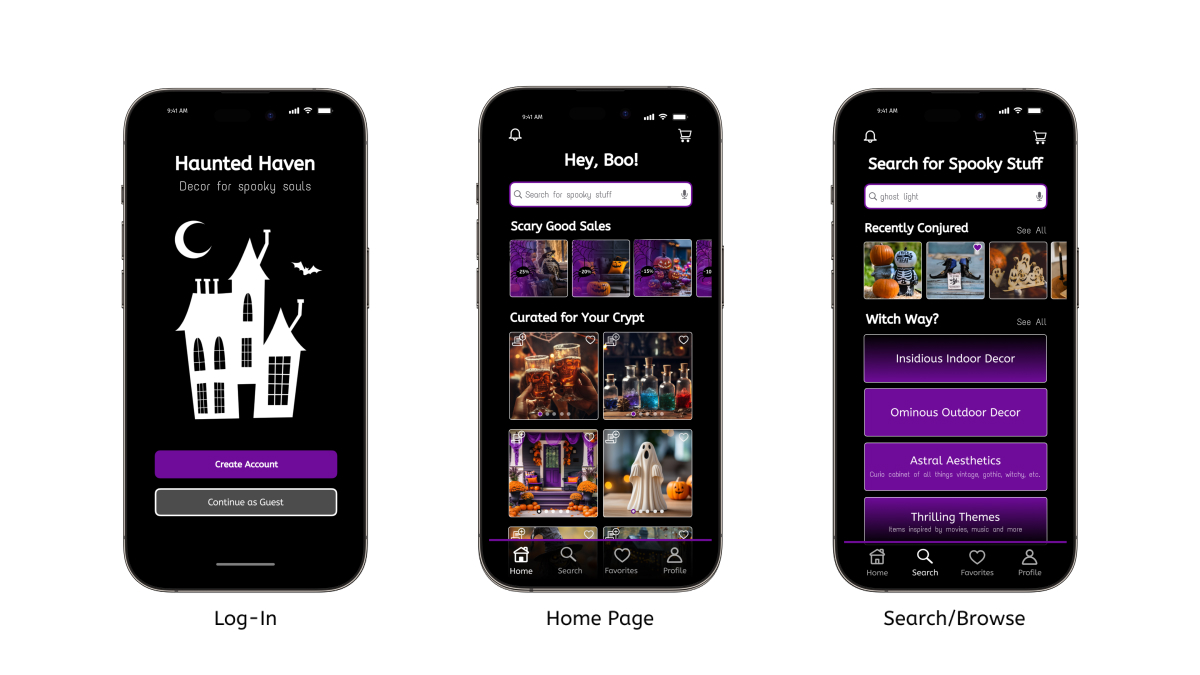 9:41 AM
Haunted Haven
Decor for spooky souls
Create Account
Continue as Guest
Log-In
9:41 AM
Hey, Boo!
Search for spooky stuff
Scary Good Sales
-25%
-20%
-15%
-10
Curated for Your Crypt
Home
Search
Favorites
Profile
Home Page
9:41 AM
Search for Spooky Stuff
ghost light
Recently Conjured
See All
Witch Way?
See All
Insidious Indoor Decor
Ominous Outdoor Decor
Astral Aesthetics
Curio cabinet of all things vintage, gothic, witchy, etc.
Thrilling Themes
Items inspired by movies, music and more
Home
Search
Favorites
Profile
Search/Browse